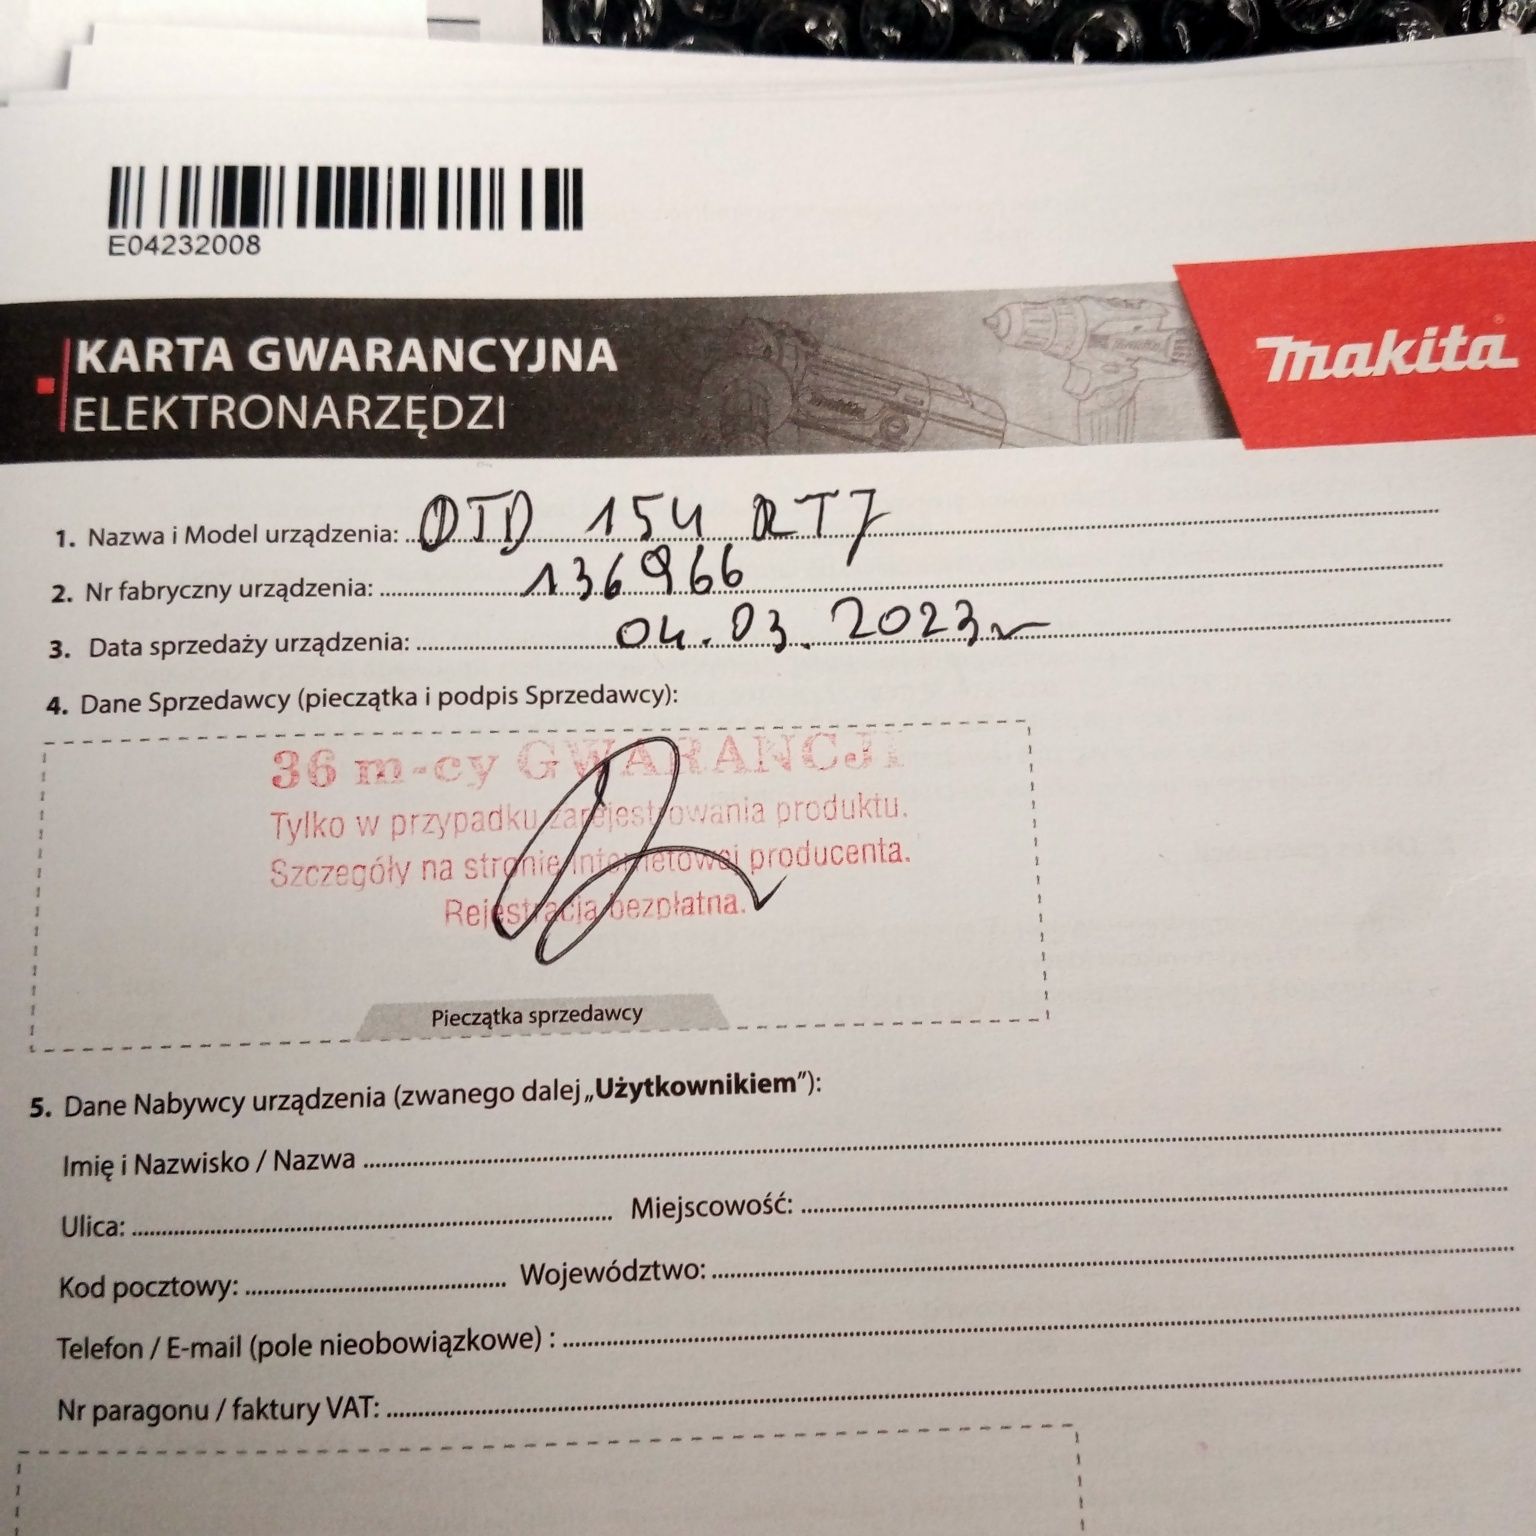 E04232008
KARTA GWARANCYJNA
ELEKTRONARZĘDZI
makita
1. Nazwa i Model urządzenia: DTD 154 RTJ
2. Nr fabryczny urządzenia: 136966
3. Data sprzedaży urządzenia: 04.03.2023r
4. Dane Sprzedawcy (pieczątka i podpis Sprzedawcy):
36 m-cy GWARANCJI
Tylko w przypadku zarejestrowania produktu.
Szczegóły na stronie internetowej producenta.
Rejestracja bezpłatna.
Pieczątka sprzedawcy
5. Dane Nabywcy urządzenia (zwanego dalej „Użytkownikiem”):
Imię i Nazwisko / Nazwa
Ulica: Miejscowość:
Kod pocztowy: Województwo:
Telefon / E-mail (pole nieobowiązkowe) :
Nr paragonu / faktury VAT: